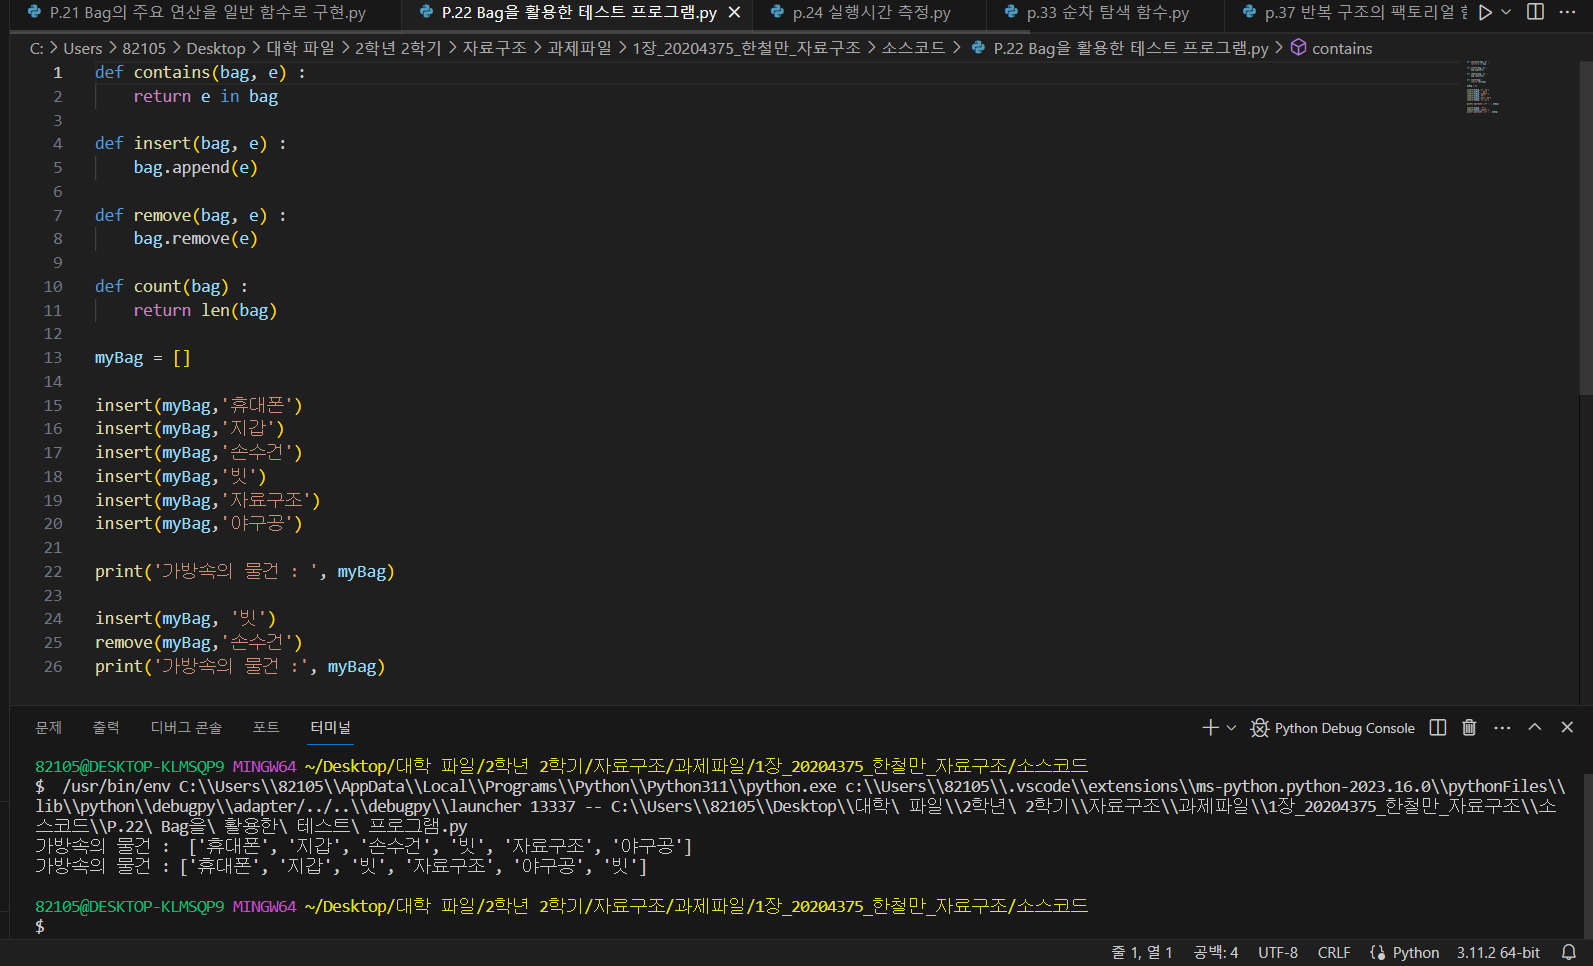 P.21 Bag의 주요 연산을 일반 함수로 구현.py P.22 Bag을 활용한 테스트 프로그램.py p.24 실행시간 측정.py p.33 순차 탐색 함수.py p.37 반복 구조의 팩토리얼
C: > Users > 82105 > Desktop > 대학 파일 > 2학년 2학기 > 자료구조 > 과제파일 > 1장_20204375_한철만_자료구조 > 소스코드 > P.22 Bag을 활용한 테스트 프로그램.py > contains
1 def contains(bag, e) :
2 return e in bag
3
4 def insert(bag, e) :
5 bag.append(e)
6
7 def remove(bag, e) :
8 bag.remove(e)
9
10 def count(bag) :
11 return len(bag)
12
13 myBag = []
14
15 insert(myBag,'휴대폰')
16 insert(myBag,'지갑')
17 insert(myBag,'손수건')
18 insert(myBag,'빗')
19 insert(myBag,'자료구조')
20 insert(myBag,'야구공')
21
22 print('가방속의 물건 : ', myBag)
23
24 insert(myBag, '빗')
25 remove(myBag,'손수건')
26 print('가방속의 물건 :', myBag)
문제 출력 디버그 콘솔 포트 터미널 Python Debug Console
82105@DESKTOP-KLMSQP9 MINGW64 ~/Desktop/대학 파일/2학년 2학기/자료구조/과제파일/1장_20204375_한철만_자료구조/소스코드
$ /usr/bin/env C:\\Users\\82105\\AppData\\Local\\Programs\\Python\\Python311\\python.exe c:\\Users\\82105\\.vscode\\extensions\\ms-python.python-2023.16.0\\pythonFiles\\
lib\\python\\debugpy\\adapter/../..\\debugpy\\launcher 13337 -- C:\\Users\\82105\\Desktop\\대학\ 파일\\2학년\ 2학기\\자료구조\\과제파일\\1장_20204375_한철만_자료구조\\소
스코드\\P.22\ Bag을\ 활용한\ 테스트\ 프로그램.py
가방속의 물건 :  ['휴대폰', '지갑', '손수건', '빗', '자료구조', '야구공']
가방속의 물건 : ['휴대폰', '지갑', '빗', '자료구조', '야구공', '빗']
82105@DESKTOP-KLMSQP9 MINGW64 ~/Desktop/대학 파일/2학년 2학기/자료구조/과제파일/1장_20204375_한철만_자료구조/소스코드
$
줄 1, 열 1 공백: 4 UTF-8 CRLF Python 3.11.2 64-bit